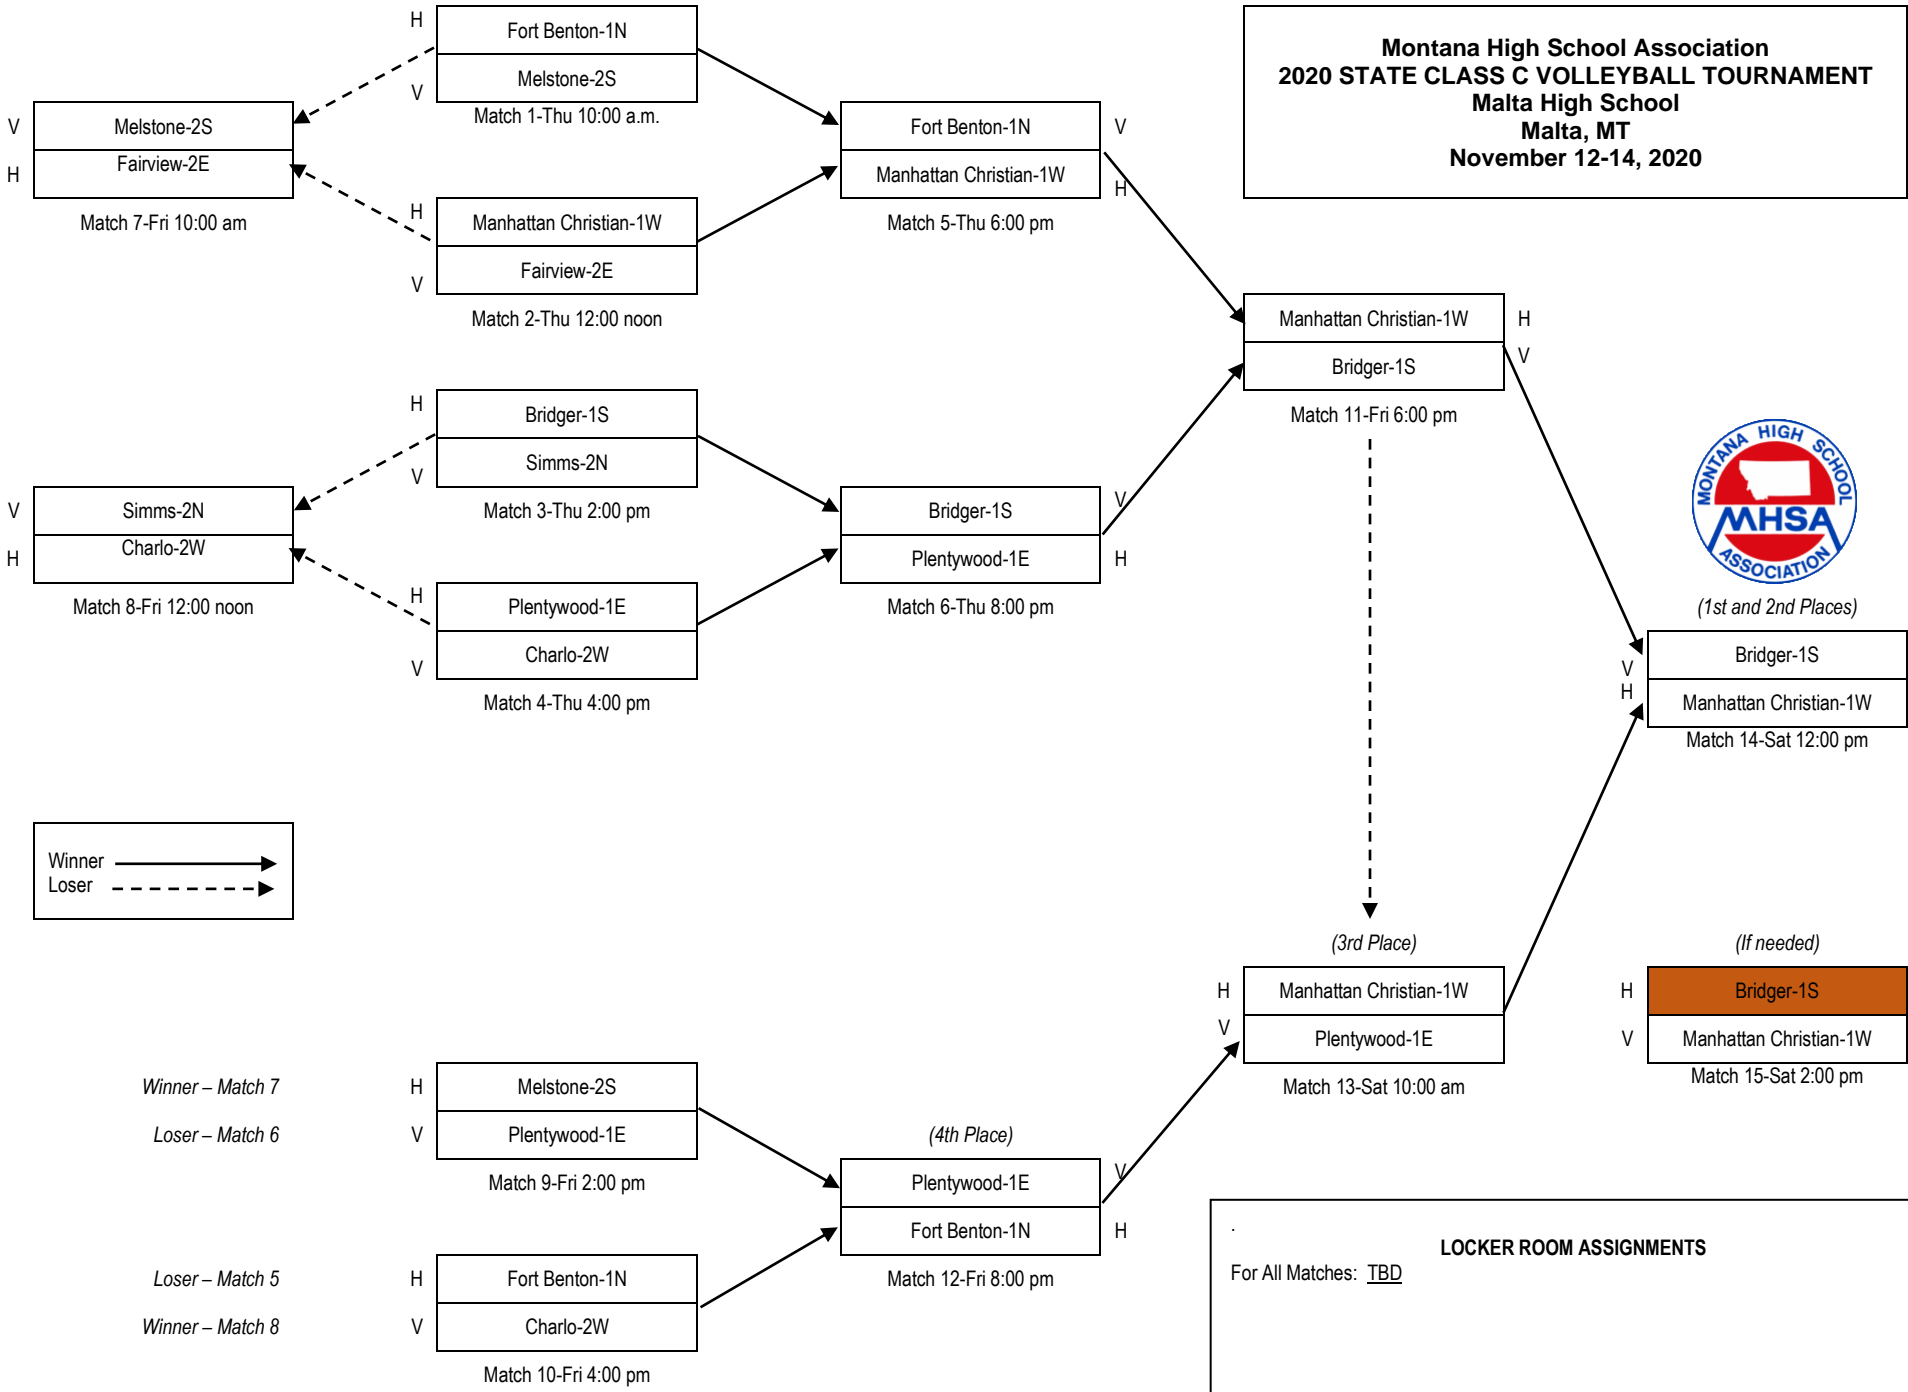 Montana High School Association
2020 STATE CLASS C VOLLEYBALL TOURNAMENT
Malta High School
Malta, MT
November 12-14, 2020
H
Fort Benton-1N
V
Melstone-2S
Match 1-Thu 10:00 a.m.
V
Melstone-2S
H
Fairview-2E
Match 7-Fri 10:00 am
H
Manhattan Christian-1W
V
Fairview-2E
Match 2-Thu 12:00 noon
Fort Benton-1N
V
Manhattan Christian-1W
H
Match 5-Thu 6:00 pm
H
Bridger-1S
V
Simms-2N
Match 3-Thu 2:00 pm
V
Simms-2N
H
Charlo-2W
Match 8-Fri 12:00 noon
H
Plentywood-1E
V
Charlo-2W
Match 4-Thu 4:00 pm
Bridger-1S
V
Plentywood-1E
H
Match 6-Thu 8:00 pm
Manhattan Christian-1W
H
Bridger-1S
V
Match 11-Fri 6:00 pm
MONTANA HIGH SCHOOL
MHSA
ASSOCIATION
(1st and 2nd Places)
V
Bridger-1S
H
Manhattan Christian-1W
Match 14-Sat 12:00 pm
Winner
Loser
(3rd Place)
H
Manhattan Christian-1W
V
Plentywood-1E
Match 13-Sat 10:00 am
(If needed)
H
Bridger-1S
V
Manhattan Christian-1W
Match 15-Sat 2:00 pm
Winner – Match 7
H
Melstone-2S
Loser – Match 6
V
Plentywood-1E
Match 9-Fri 2:00 pm
(4th Place)
Plentywood-1E
V
Fort Benton-1N
H
Match 12-Fri 8:00 pm
Loser – Match 5
H
Fort Benton-1N
Winner – Match 8
V
Charlo-2W
Match 10-Fri 4:00 pm
.
LOCKER ROOM ASSIGNMENTS
For All Matches: TBD